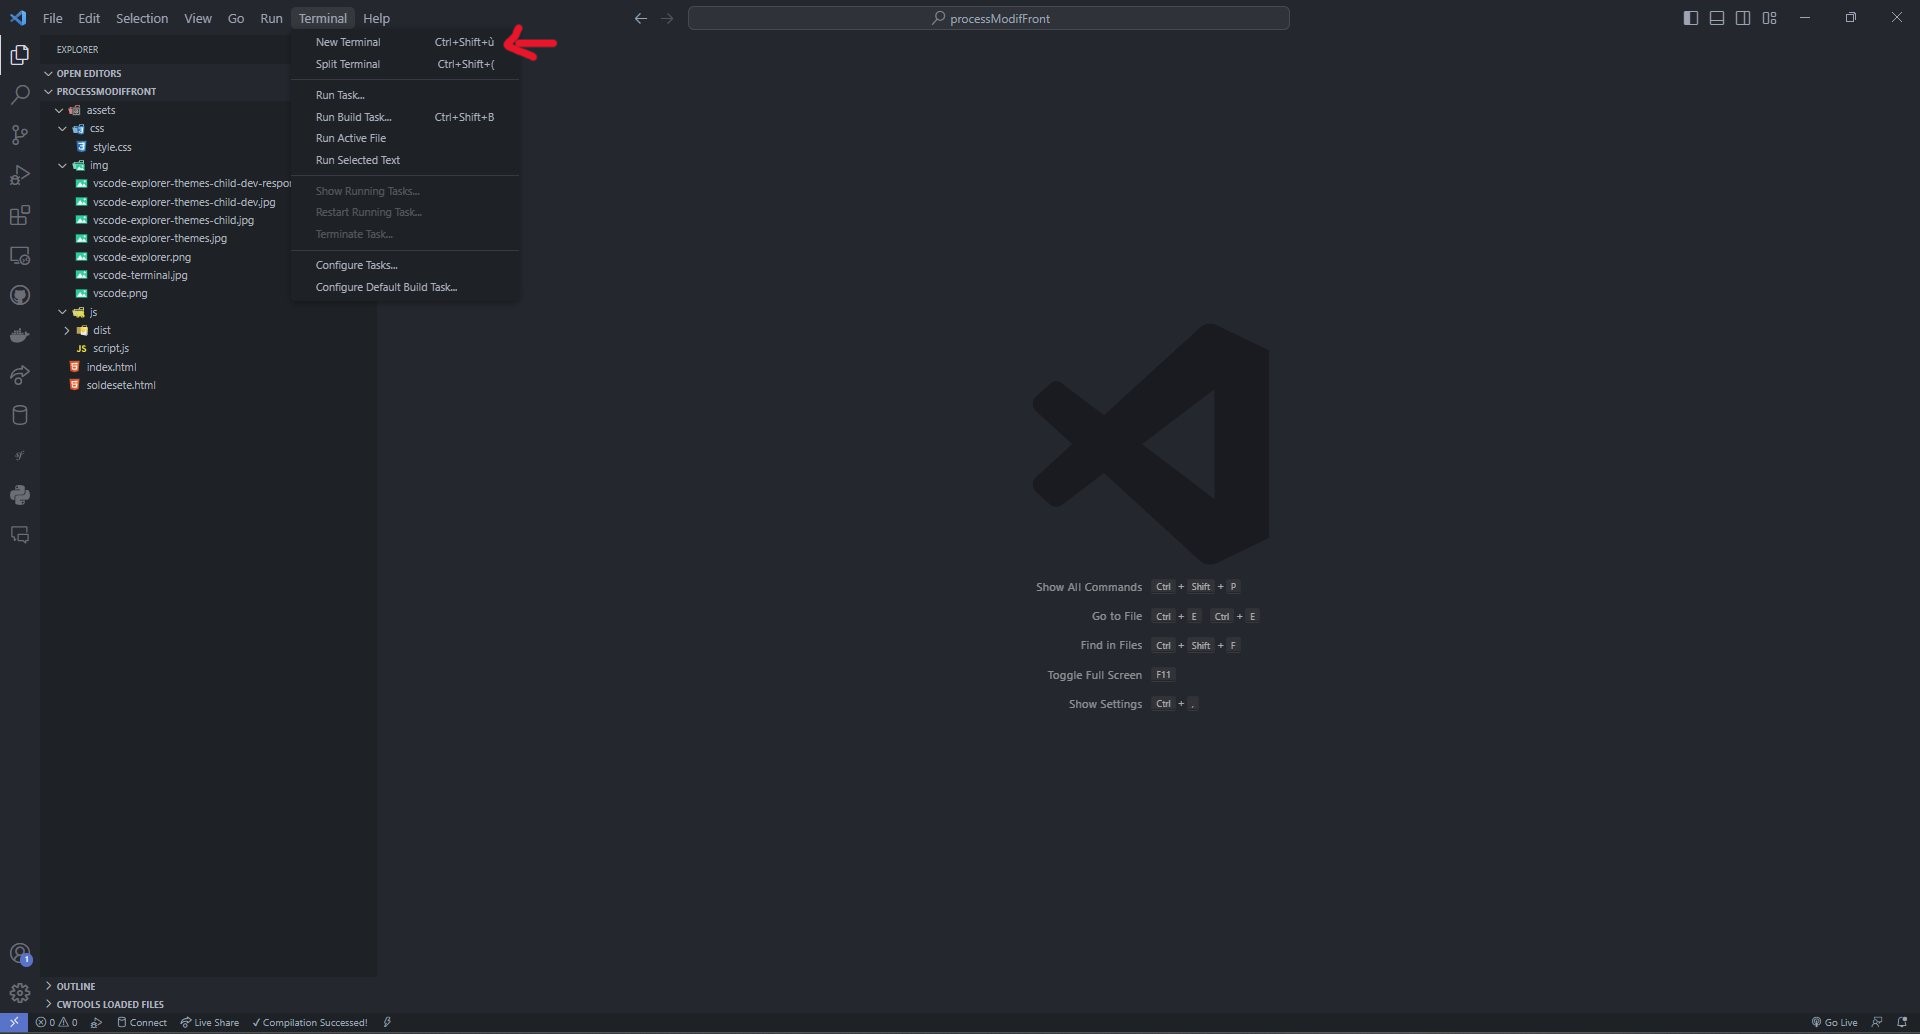 File Edit Selection View Go Run Terminal Help
processModifFront
New Terminal Ctrl+Shift+ù
Split Terminal Ctrl+Shift+(
Run Task...
Run Build Task... Ctrl+Shift+B
Run Active File
Run Selected Text
Show Running Tasks...
Restart Running Task...
Terminate Task...
Configure Tasks...
Configure Default Build Task...
EXPLORER
OPEN EDITORS
PROCESSMODIFFRONT
assets
css
style.css
img
vscode-explorer-themes-child-dev-respon
vscode-explorer-themes-child-dev.jpg
vscode-explorer-themes-child.jpg
vscode-explorer-themes.jpg
vscode-explorer.png
vscode-terminal.jpg
vscode.png
js
dist
JS script.js
index.html
soldesete.html
Show All Commands Ctrl + Shift + P
Go to File Ctrl + E Ctrl + E
Find in Files Ctrl + Shift + F
Toggle Full Screen F11
Show Settings Ctrl + ,
sf
1
OUTLINE
CWTOOLS LOADED FILES
0 0 Connect Live Share Compilation Successed! Go Live